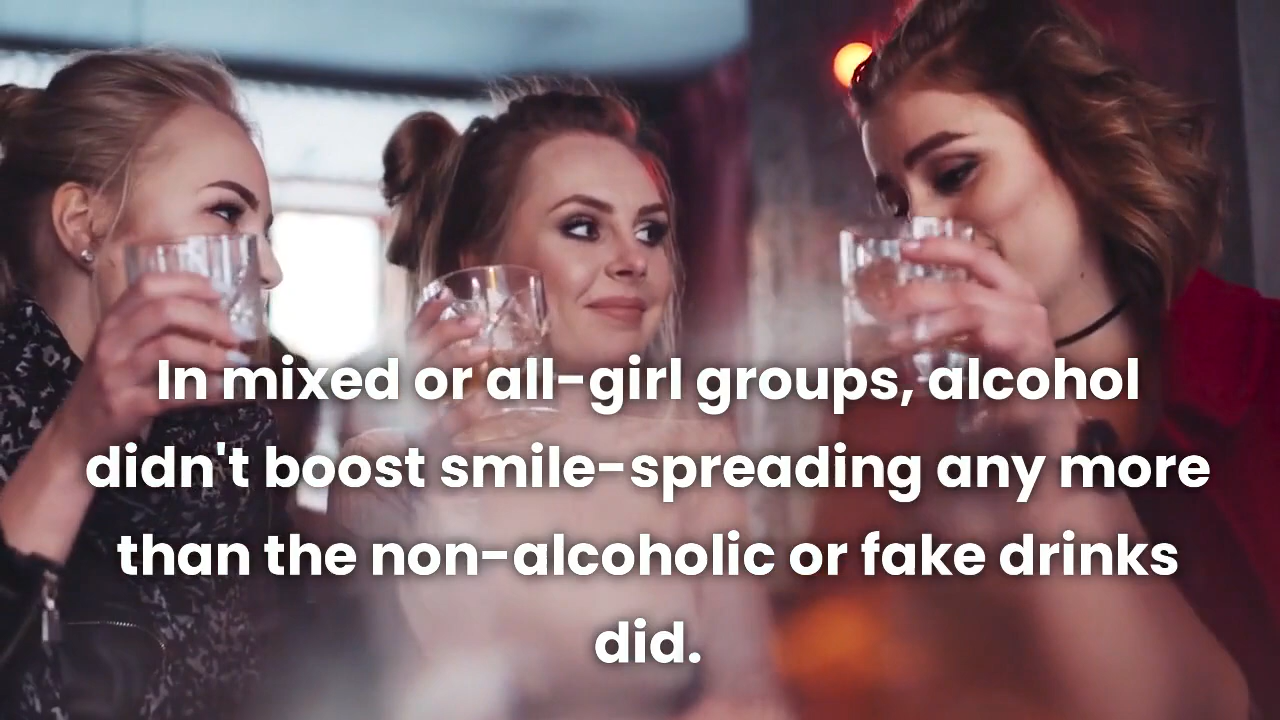 In mixed or all-girl groups, alcohol
didn't boost smile-spreading any more
than the non-alcoholic or fake drinks
did.